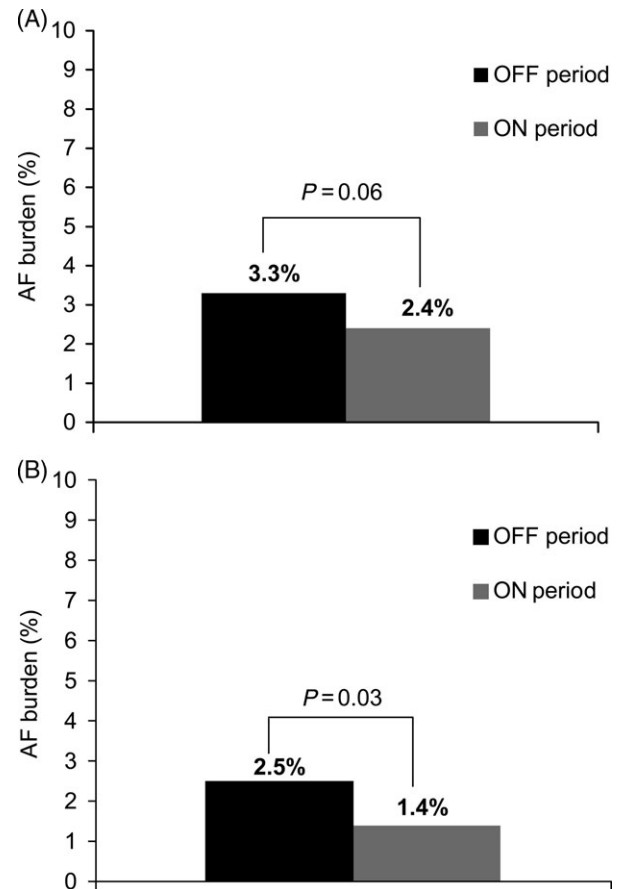 (A)
10
9
8
7
6
5
4
3
2
1
0
AF burden (%)
OFF period
ON period
P = 0.06
3.3%
2.4%
(B)
10
9
8
7
6
5
4
3
2
1
0
AF burden (%)
OFF period
ON period
P = 0.03
2.5%
1.4%